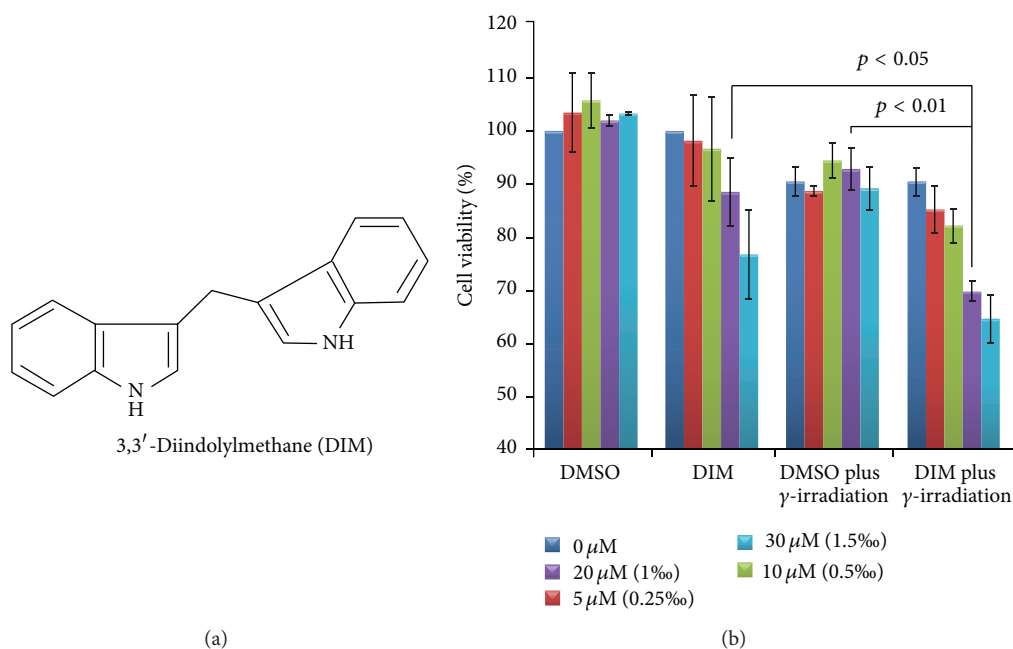 N
H
NH
3,3′-Diindolylmethane (DIM)
(a)
120
110
100
90
80
70
60
50
40
Cell viability (%)
p < 0.05
p < 0.01
DMSO
DIM
DMSO plus
γ-irradiation
DIM plus
γ-irradiation
0 μM
20 μM (1‰)
5 μM (0.25‰)
30 μM (1.5‰)
10 μM (0.5‰)
(b)